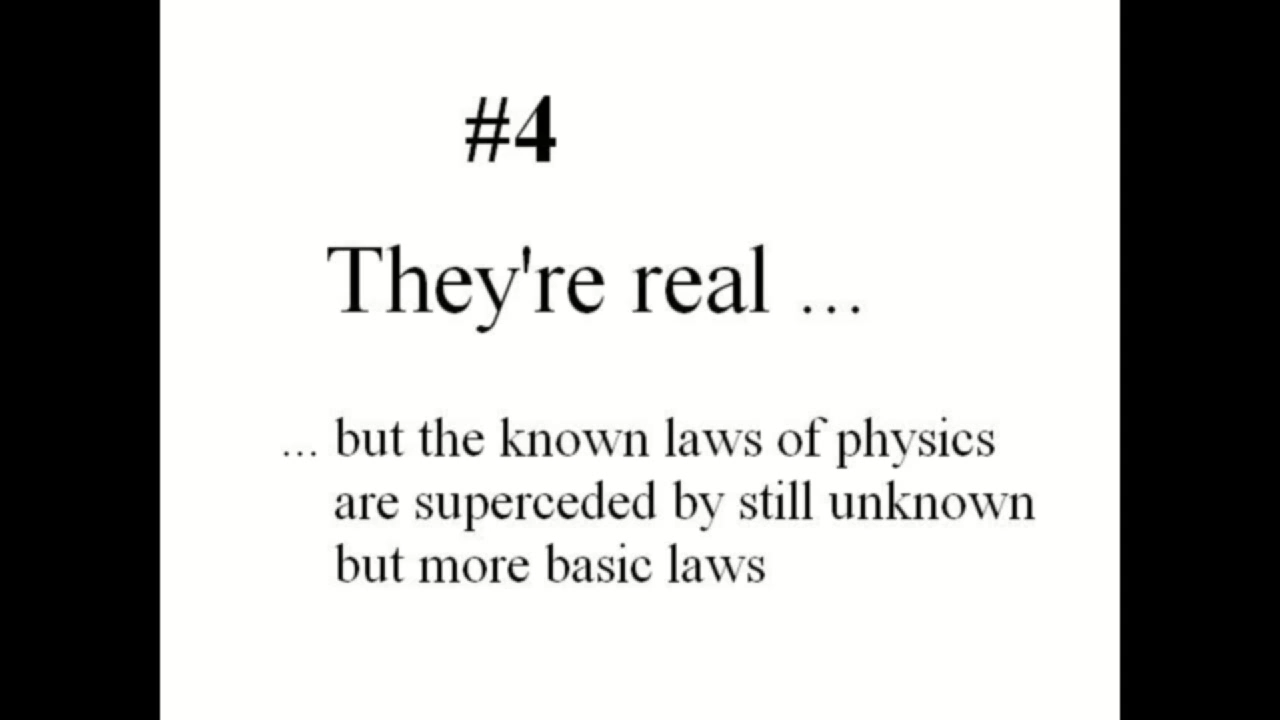 #4
They're real ...
... but the known laws of physics
are superceded by still unknown
but more basic laws